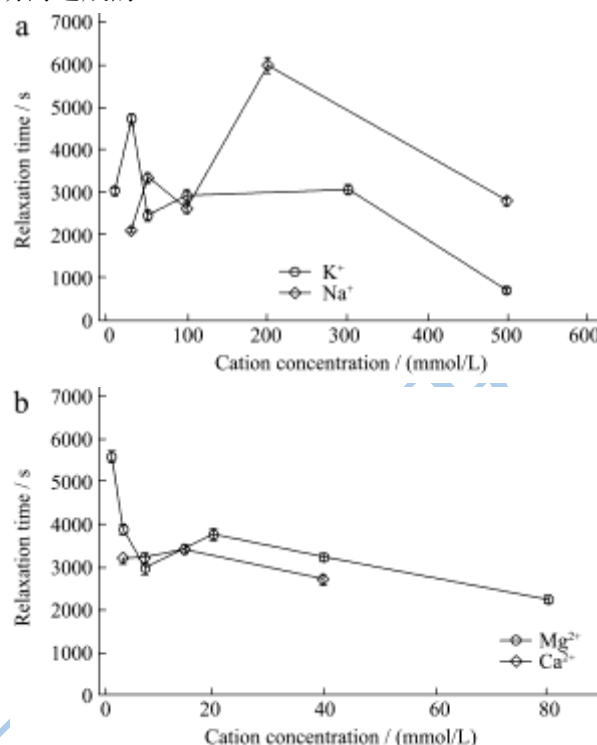 a
7000
6000
5000
4000
3000
2000
1000
0
Relaxation time / s
K⁺
Na⁺
0 100 200 300 400 500 600
Cation concentration / (mmol/L)
b
7000
6000
5000
4000
3000
2000
1000
0
Relaxation time / s
Mg²⁺
Ca²⁺
0 20 40 60 80
Cation concentration / (mmol/L)